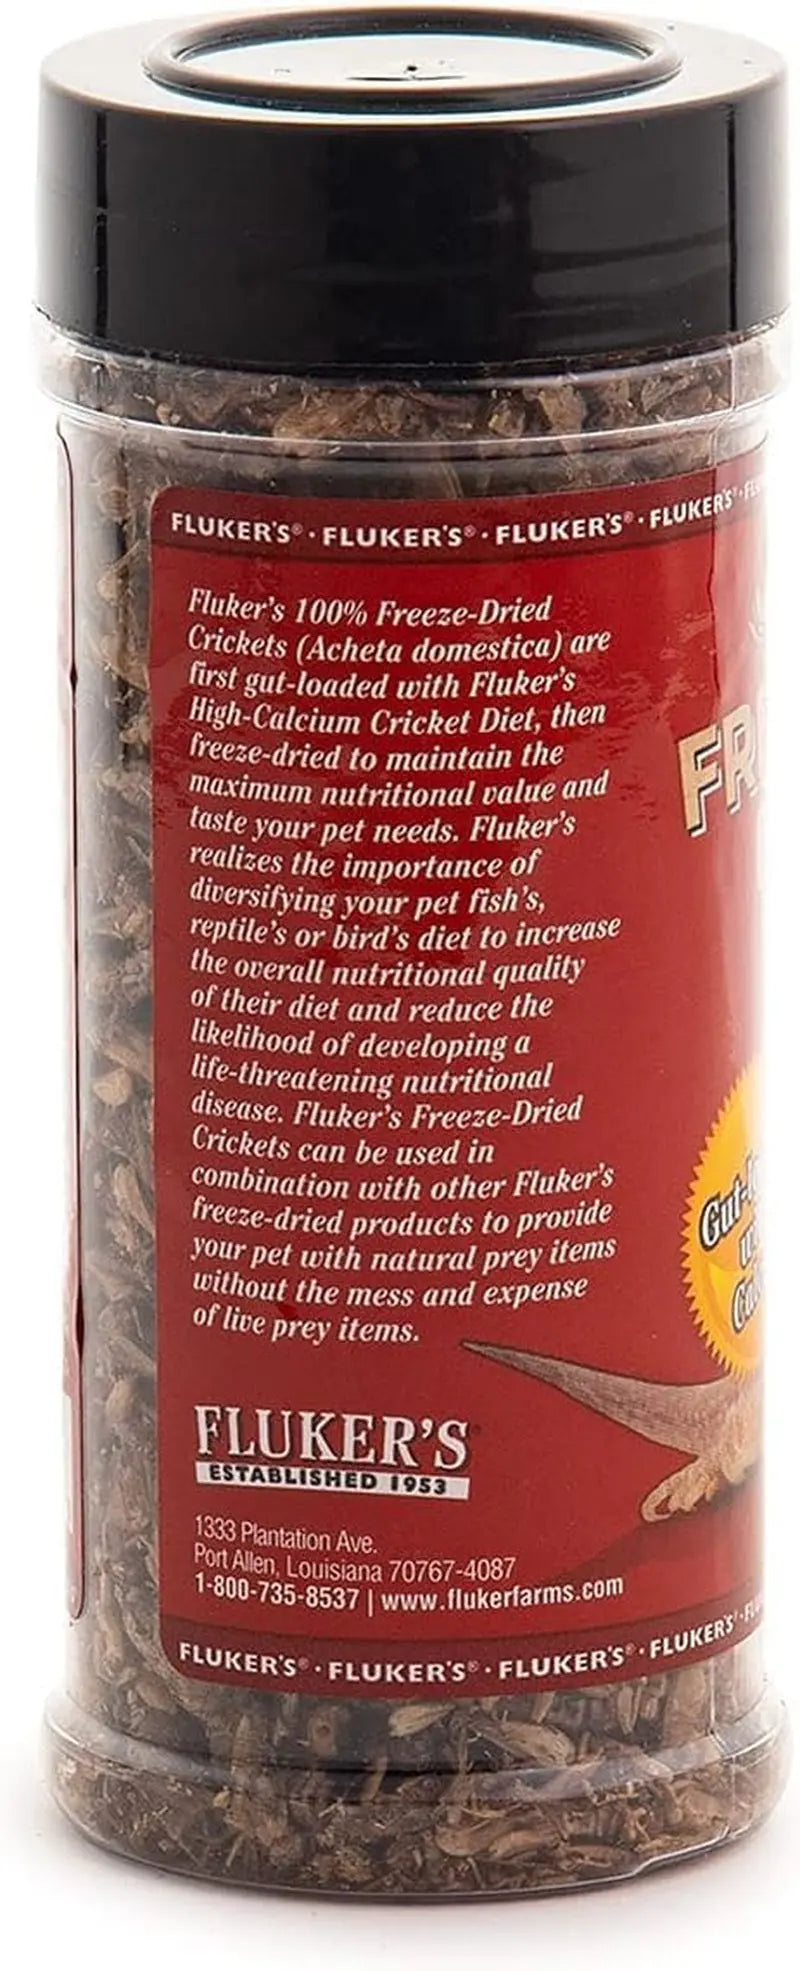 FLUKER'S® · FLUKER'S® · FLUKER'S® · FLUKER'S®
Fluker's 100% Freeze-Dried
Crickets (Acheta domestica) are
first gut-loaded with Fluker's
High-Calcium Cricket Diet, then
freeze-dried to maintain the
maximum nutritional value and
taste your pet needs. Fluker's
realizes the importance of
diversifying your pet fish's,
reptile's or bird's diet to increase
the overall nutritional quality
of their diet and reduce the
likelihood of developing a
life-threatening nutritional
disease. Fluker's Freeze-Dried
Crickets can be used in
combination with other Fluker's
freeze-dried products to provide
your pet with natural prey items
without the mess and expense
of live prey items.
FLUKER'S
ESTABLISHED 1953
1333 Plantation Ave.
Port Allen, Louisiana 70767-4087
1-800-735-8537 | www.flukerfarms.com
FLUKER'S® · FLUKER'S® · FLUKER'S® · FLUKER'S®